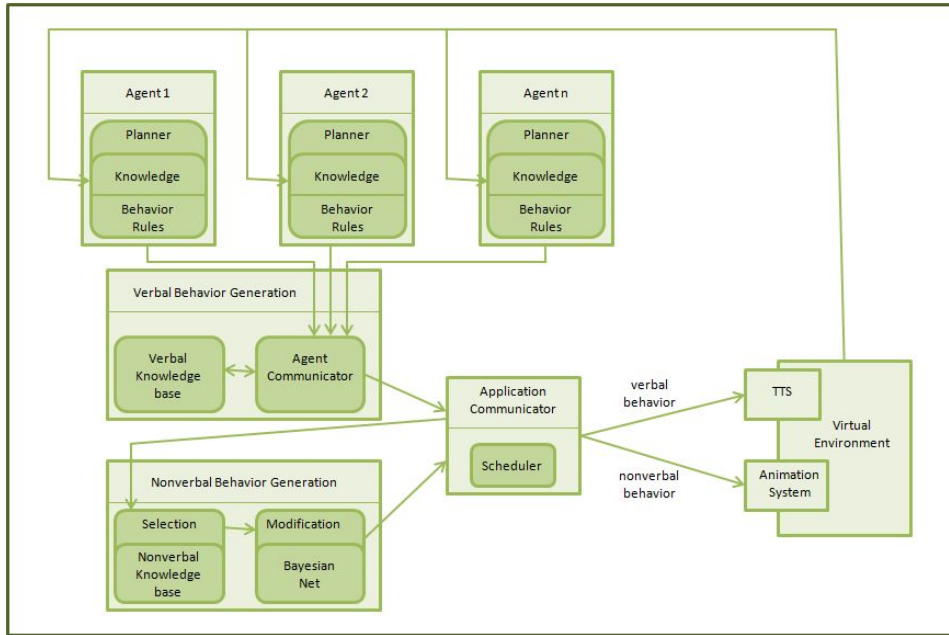 Agent 1
Planner
Knowledge
Behavior
Rules
Agent 2
Planner
Knowledge
Behavior
Rules
Agent n
Planner
Knowledge
Behavior
Rules
Verbal Behavior Generation
Verbal
Knowledge
base
Agent
Communicator
Application
Communicator
Scheduler
verbal
behavior
nonverbal
behavior
TTS
Virtual
Environment
Animation
System
Nonverbal Behavior Generation
Selection
Nonverbal
Knowledge
base
Modification
Bayesian
Net